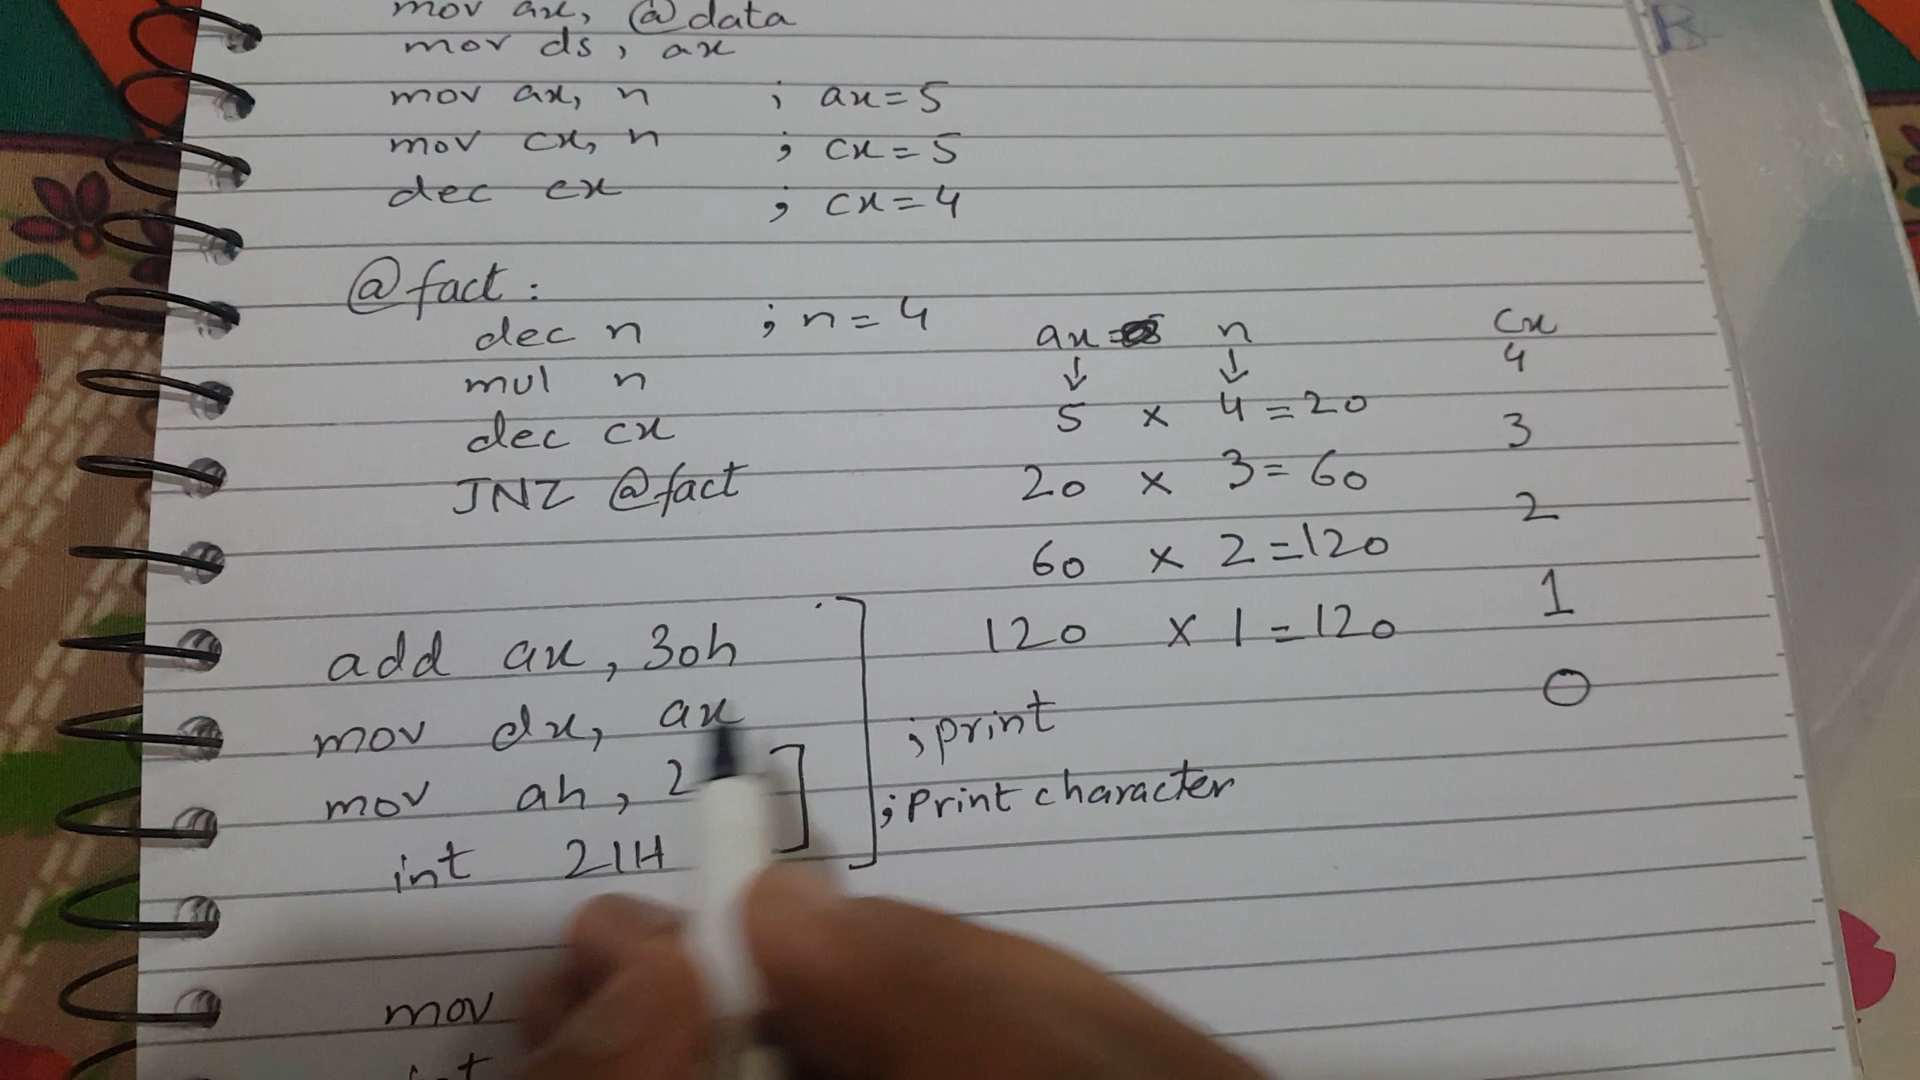 mov ax, @data
mov ds, ax
mov ax, n ; ax=5
mov cx, n ; cx=5
dec cx ; cx=4
@fact:
dec n ; n=4
mul n
dec cx
JNZ @fact
ax= n cx
↓ ↓ 4
5 x 4=20
3
20 x 3=60
2
60 x 2=120
1
120 x 1=120
0
add ax, 30h
mov dx, ax ; print
mov ah, 2 ; Print character
int 21H
mov
int